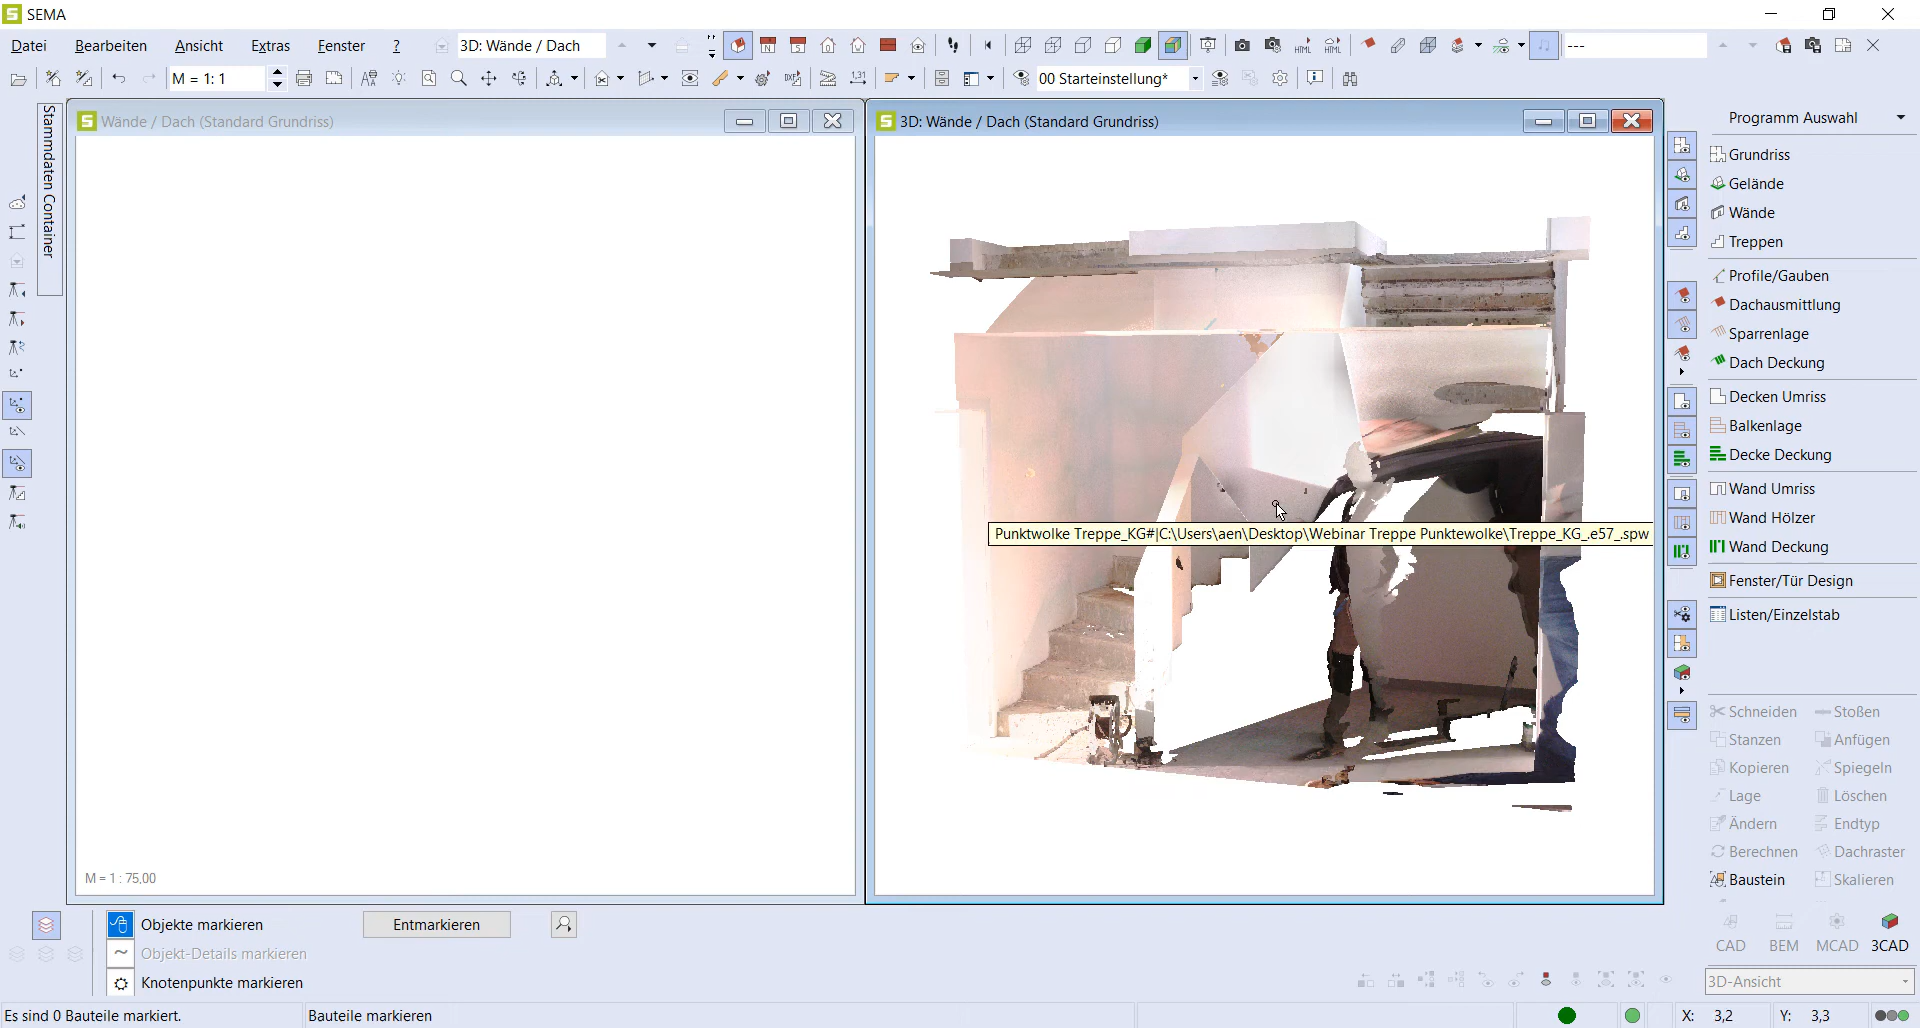 SEMA
Datei Bearbeiten Ansicht Extras Fenster ? 3D: Wände / Dach ---
M = 1: 1 00 Starteinstellung*
Stammdaten Container
Wände / Dach (Standard Grundriss)
3D: Wände / Dach (Standard Grundriss)
Punktwolke Treppe_KG#|C:\Users\aen\Desktop\Webinar Treppe Punktewolke\Treppe_KG_.e57_.spw
M = 1 : 75,00
Programm Auswahl
Grundriss
Gelände
Wände
Treppen
Profile/Gauben
Dachausmittlung
Sparrenlage
Dach Deckung
Decken Umriss
Balkenlage
Decke Deckung
Wand Umriss
Wand Hölzer
Wand Deckung
Fenster/Tür Design
Listen/Einzelstab
Schneiden Stoßen
Stanzen Anfügen
Kopieren Spiegeln
Lage Löschen
Ändern Endtyp
Berechnen Dachraster
Baustein Skalieren
CAD BEM MCAD 3CAD
3D-Ansicht
Objekte markieren Entmarkieren
Objekt-Details markieren
Knotenpunkte markieren
Es sind 0 Bauteile markiert. Bauteile markieren X: 3,2 Y: 3,3